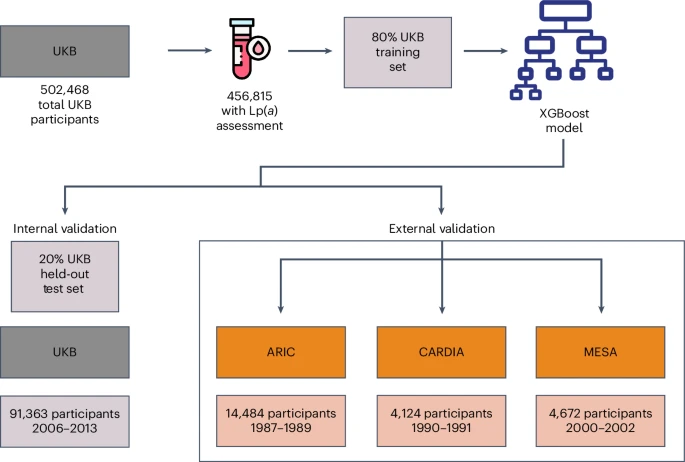 UKB
502,468
total UKB
participants
456,815
with Lp(a)
assessment
80% UKB
training
set
XGBoost
model
Internal validation
20% UKB
held-out
test set
UKB
91,363 participants
2006–2013
External validation
ARIC
CARDIA
MESA
14,484 participants
1987–1989
4,124 participants
1990–1991
4,672 participants
2000–2002